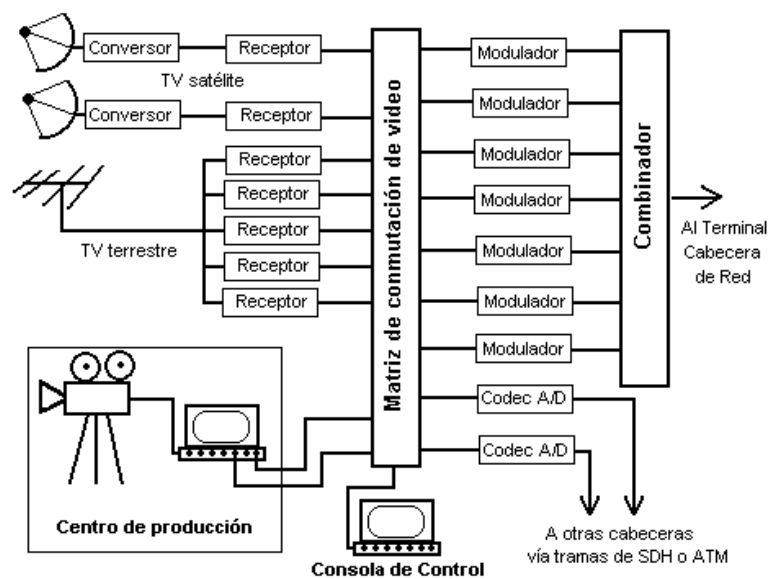 Conversor
Receptor
TV satélite
Conversor
Receptor
Receptor
Receptor
Receptor
Receptor
Receptor
TV terrestre
Matriz de conmutación de video
Modulador
Modulador
Modulador
Modulador
Modulador
Modulador
Modulador
Codec A/D
Codec A/D
Combinador
Al Terminal
Cabecera
de Red
Centro de producción
Consola de Control
A otras cabeceras
vía tramas de SDH o ATM